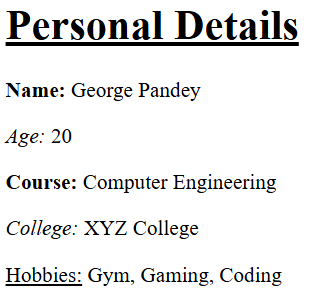 Personal Details
Name: George Pandey
Age: 20
Course: Computer Engineering
College: XYZ College
Hobbies: Gym, Gaming, Coding